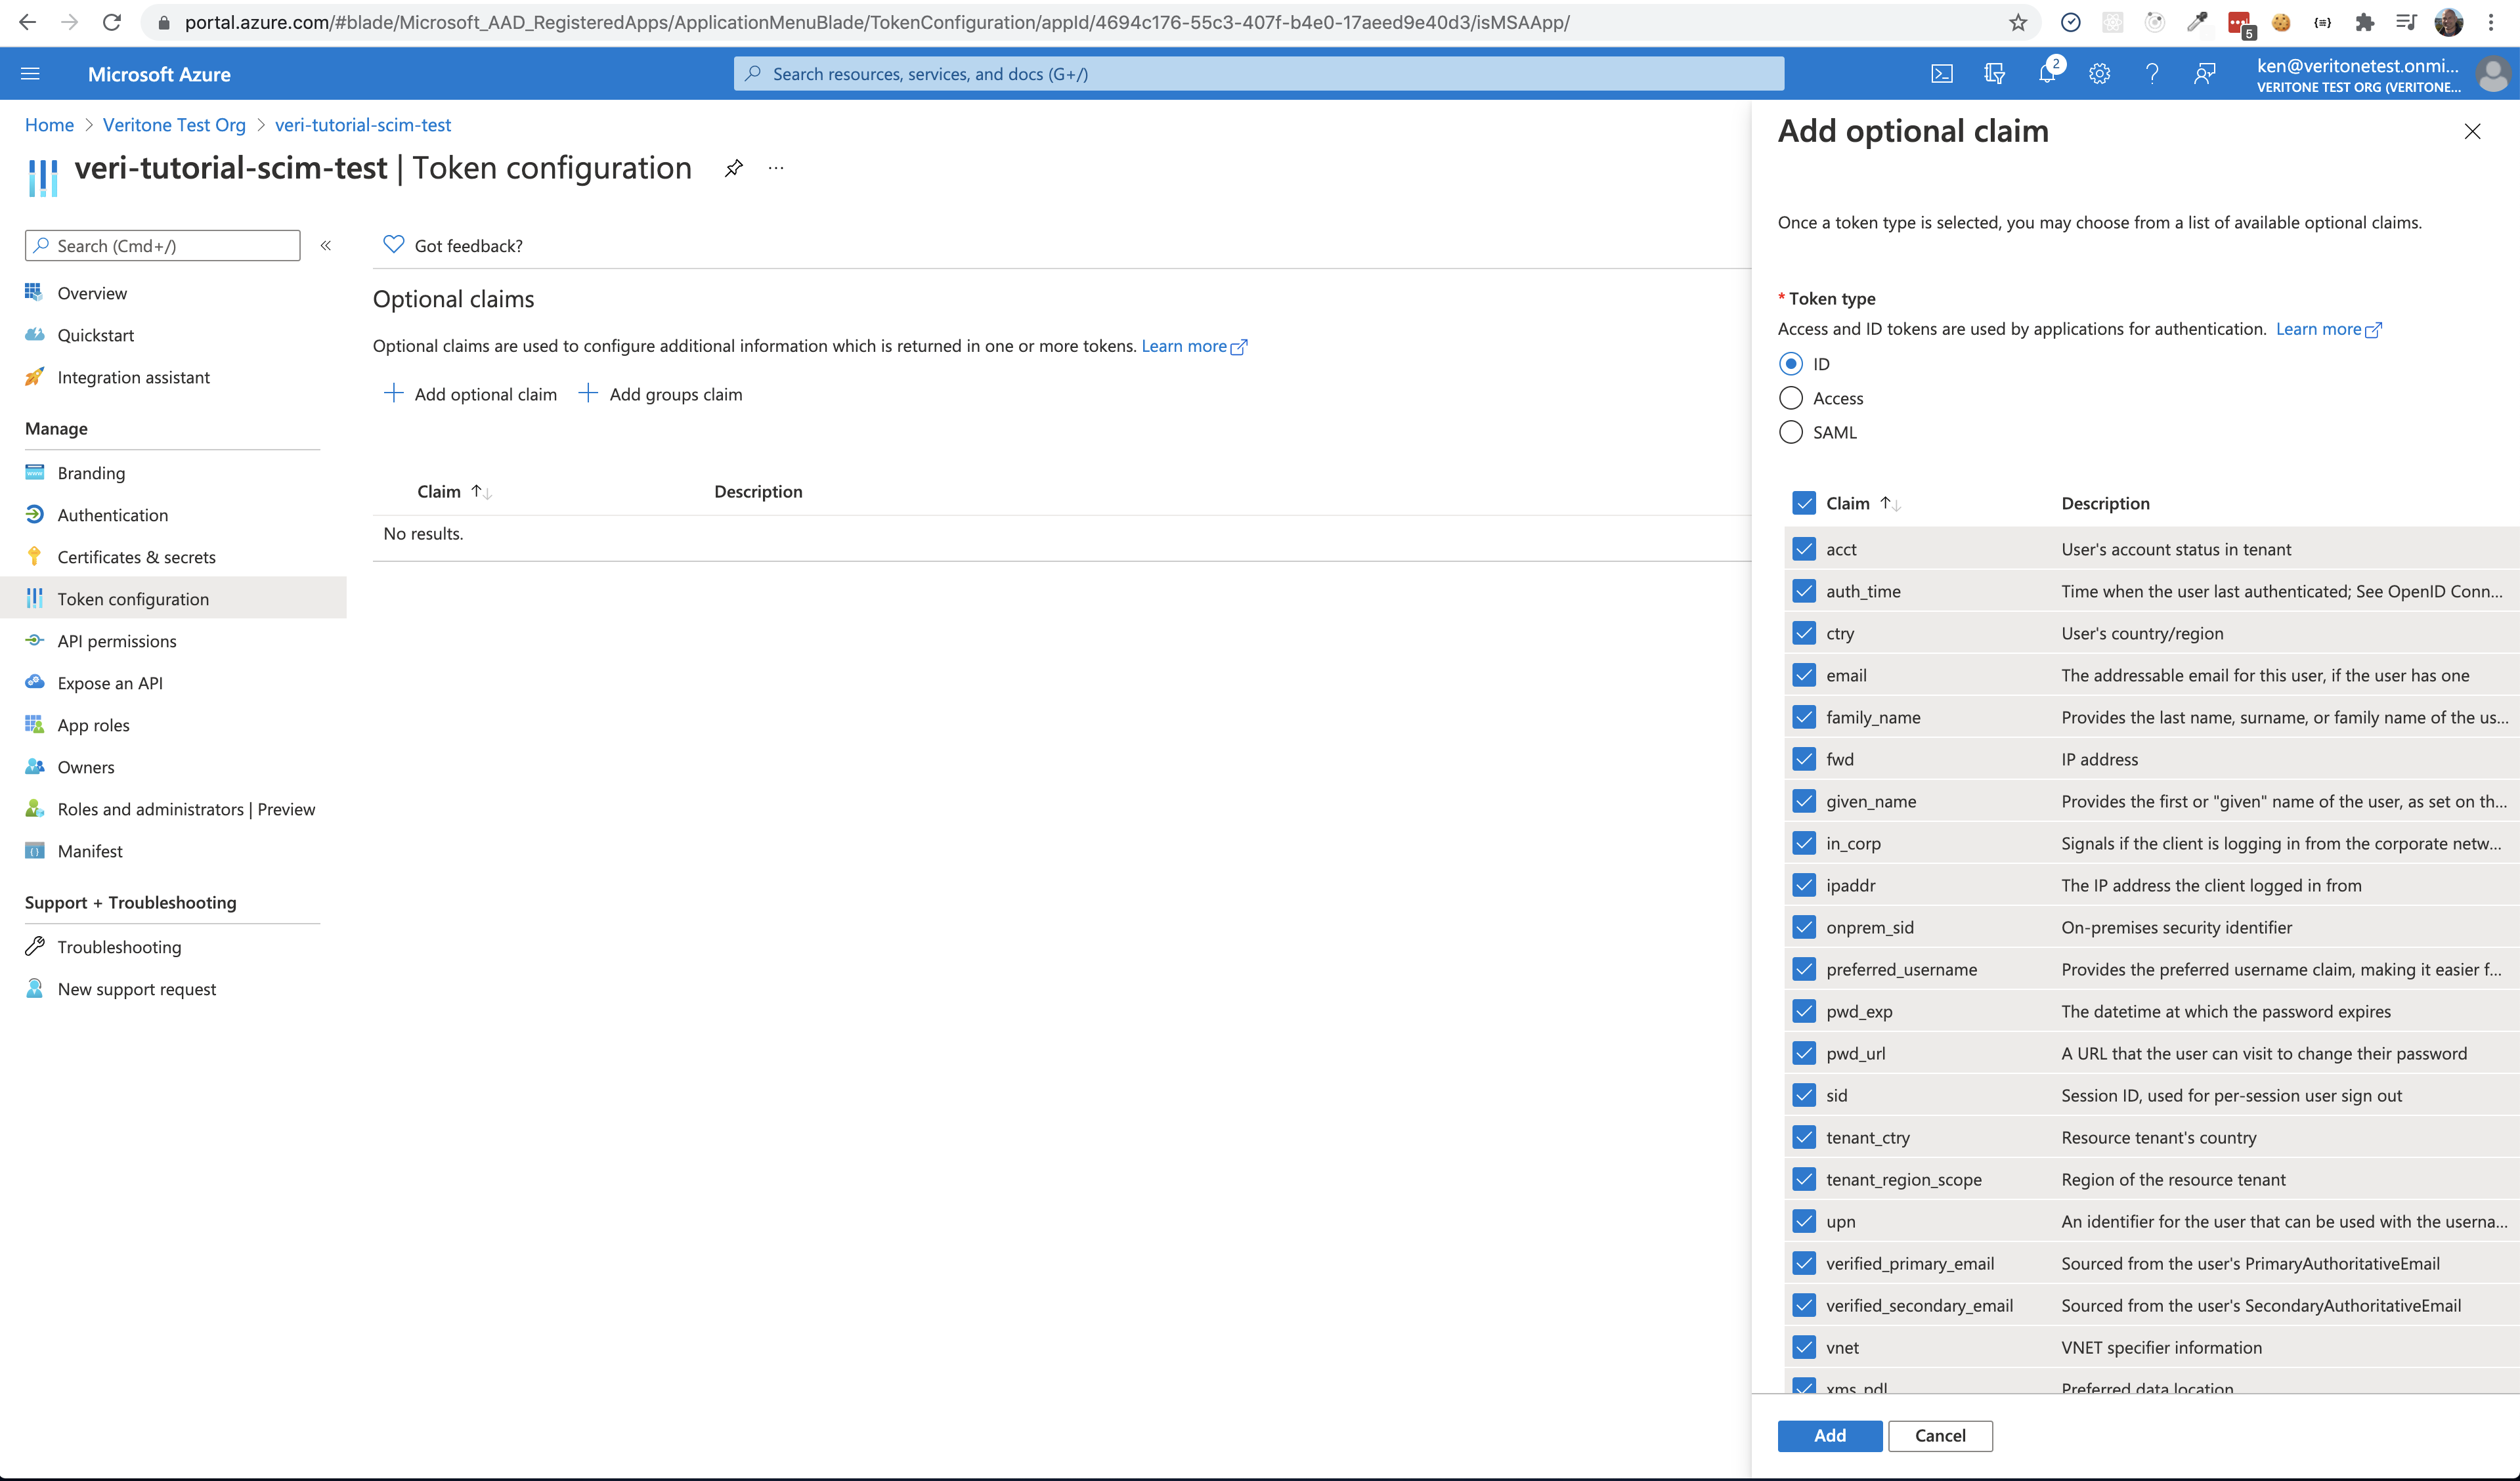 portal.azure.com/#blade/Microsoft_AAD_RegisteredApps/ApplicationMenuBlade/TokenConfiguration/appId/4694c176-55c3-407f-b4e0-17aeed9e40d3/isMSAApp/
5
Microsoft Azure
Search resources, services, and docs (G+/)
2
ken@veritonetest.onmi...
VERITONE TEST ORG (VERITONE...
Home > Veritone Test Org > veri-tutorial-scim-test
veri-tutorial-scim-test | Token configuration
Search (Cmd+/)
Overview
Quickstart
Integration assistant
Manage
Branding
Authentication
Certificates & secrets
Token configuration
API permissions
Expose an API
App roles
Owners
Roles and administrators | Preview
Manifest
Support + Troubleshooting
Troubleshooting
New support request
Got feedback?
Optional claims
Optional claims are used to configure additional information which is returned in one or more tokens. Learn more
Add optional claim Add groups claim
Claim Description
No results.
Add optional claim
Once a token type is selected, you may choose from a list of available optional claims.
* Token type
Access and ID tokens are used by applications for authentication. Learn more
ID
Access
SAML
Claim Description
acct User's account status in tenant
auth_time Time when the user last authenticated; See OpenID Conn...
ctry User's country/region
email The addressable email for this user, if the user has one
family_name Provides the last name, surname, or family name of the us...
fwd IP address
given_name Provides the first or "given" name of the user, as set on th...
in_corp Signals if the client is logging in from the corporate netw...
ipaddr The IP address the client logged in from
onprem_sid On-premises security identifier
preferred_username Provides the preferred username claim, making it easier f...
pwd_exp The datetime at which the password expires
pwd_url A URL that the user can visit to change their password
sid Session ID, used for per-session user sign out
tenant_ctry Resource tenant's country
tenant_region_scope Region of the resource tenant
upn An identifier for the user that can be used with the userna...
verified_primary_email Sourced from the user's PrimaryAuthoritativeEmail
verified_secondary_email Sourced from the user's SecondaryAuthoritativeEmail
vnet VNET specifier information
xms_pdl Preferred data location
Add Cancel